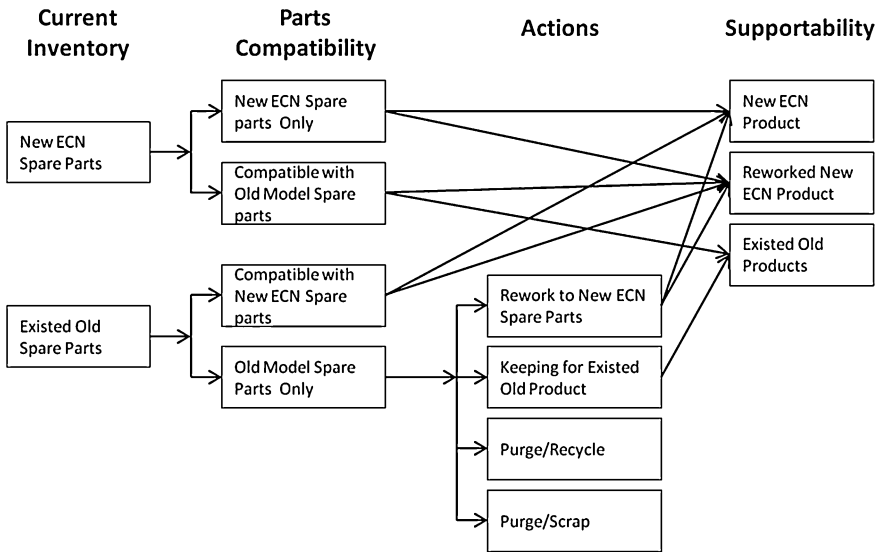 Current
Inventory
Parts
Compatibility
Actions
Supportability
New ECN
Spare Parts
Existed Old
Spare Parts
New ECN Spare
parts Only
Compatible with
Old Model Spare
parts
Compatible with
New ECN Spare
parts
Old Model Spare
Parts Only
Rework to New ECN
Spare Parts
Keeping for Existed
Old Product
Purge/Recycle
Purge/Scrap
New ECN
Product
Reworked New
ECN Product
Existed Old
Products